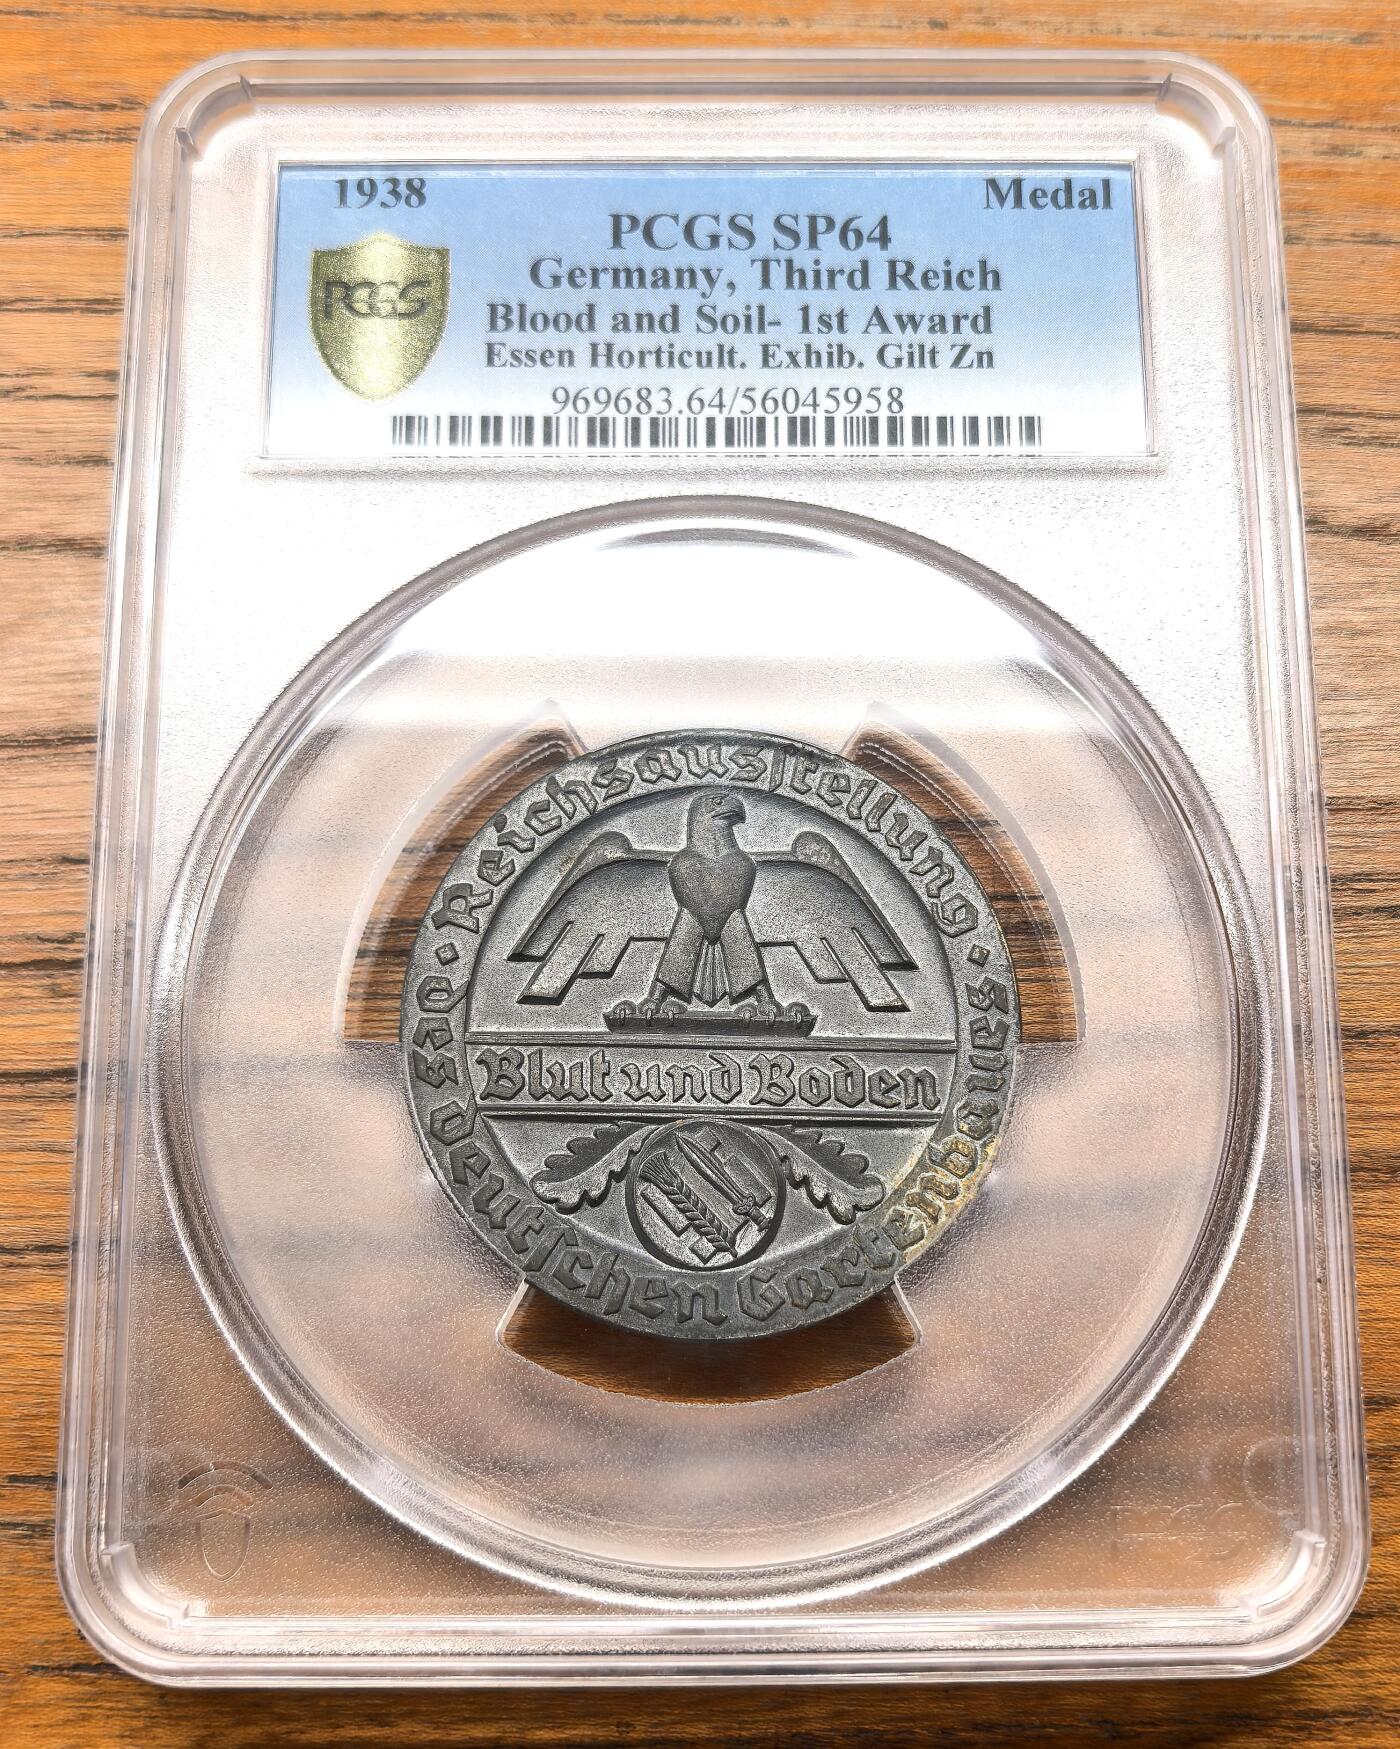 1938
Medal
PCGS SP64
Germany, Third Reich
PCGS
Blood and Soil- 1st Award
Essen Horticult. Exhib. Gilt Zn
969683.64/56045958
Reichsausstellung · des deutschen Gartenbaues ·
Blut und Boden
PCGS